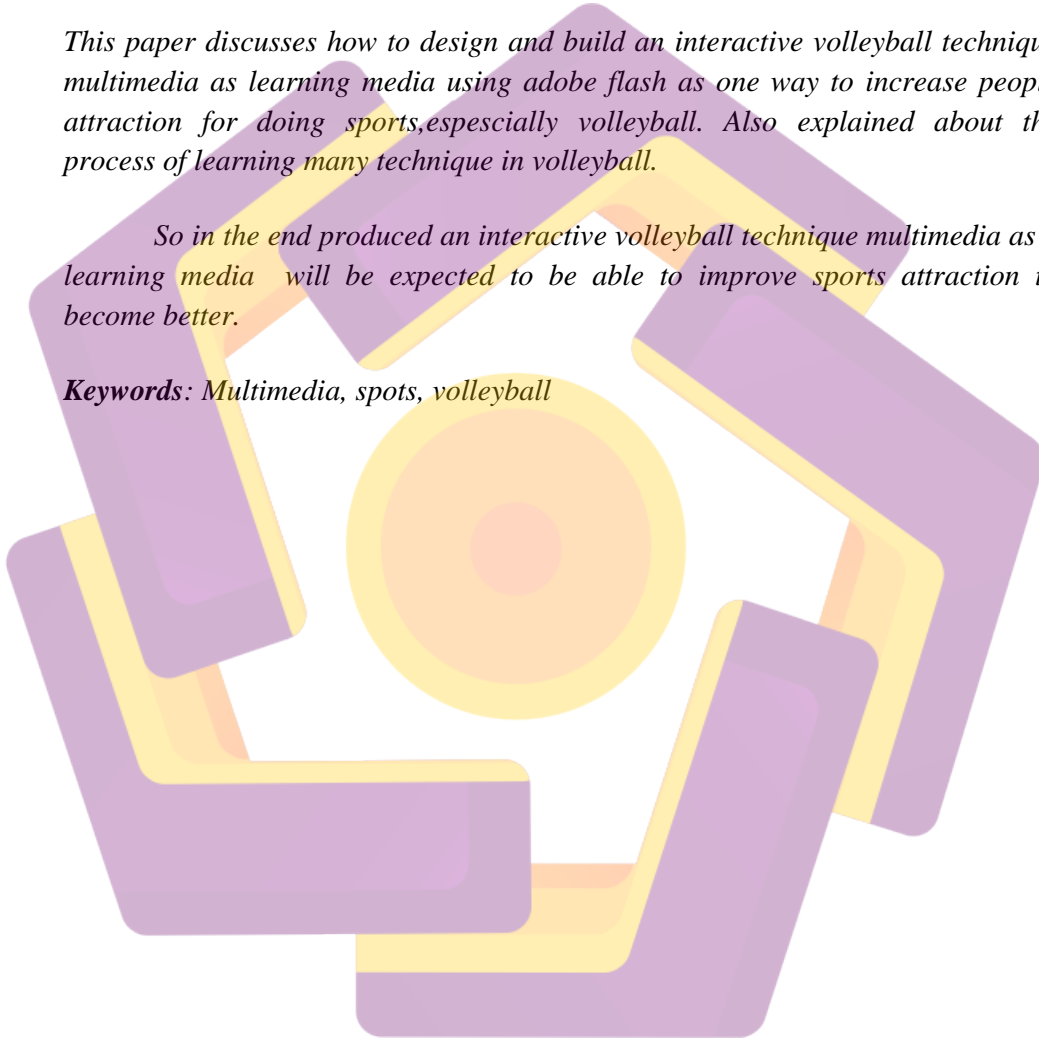 This paper discusses how to design and build an interactive volleyball techniqu
multimedia as learning media using adobe flash as one way to increase peop
attraction for doing sports,espescially volleyball. Also explained about th
process of learning many technique in volleyball.
So in the end produced an interactive volleyball technique multimedia as
learning media will be expected to be able to improve sports attraction t
become better.
Keywords: Multimedia, spots, volleyball